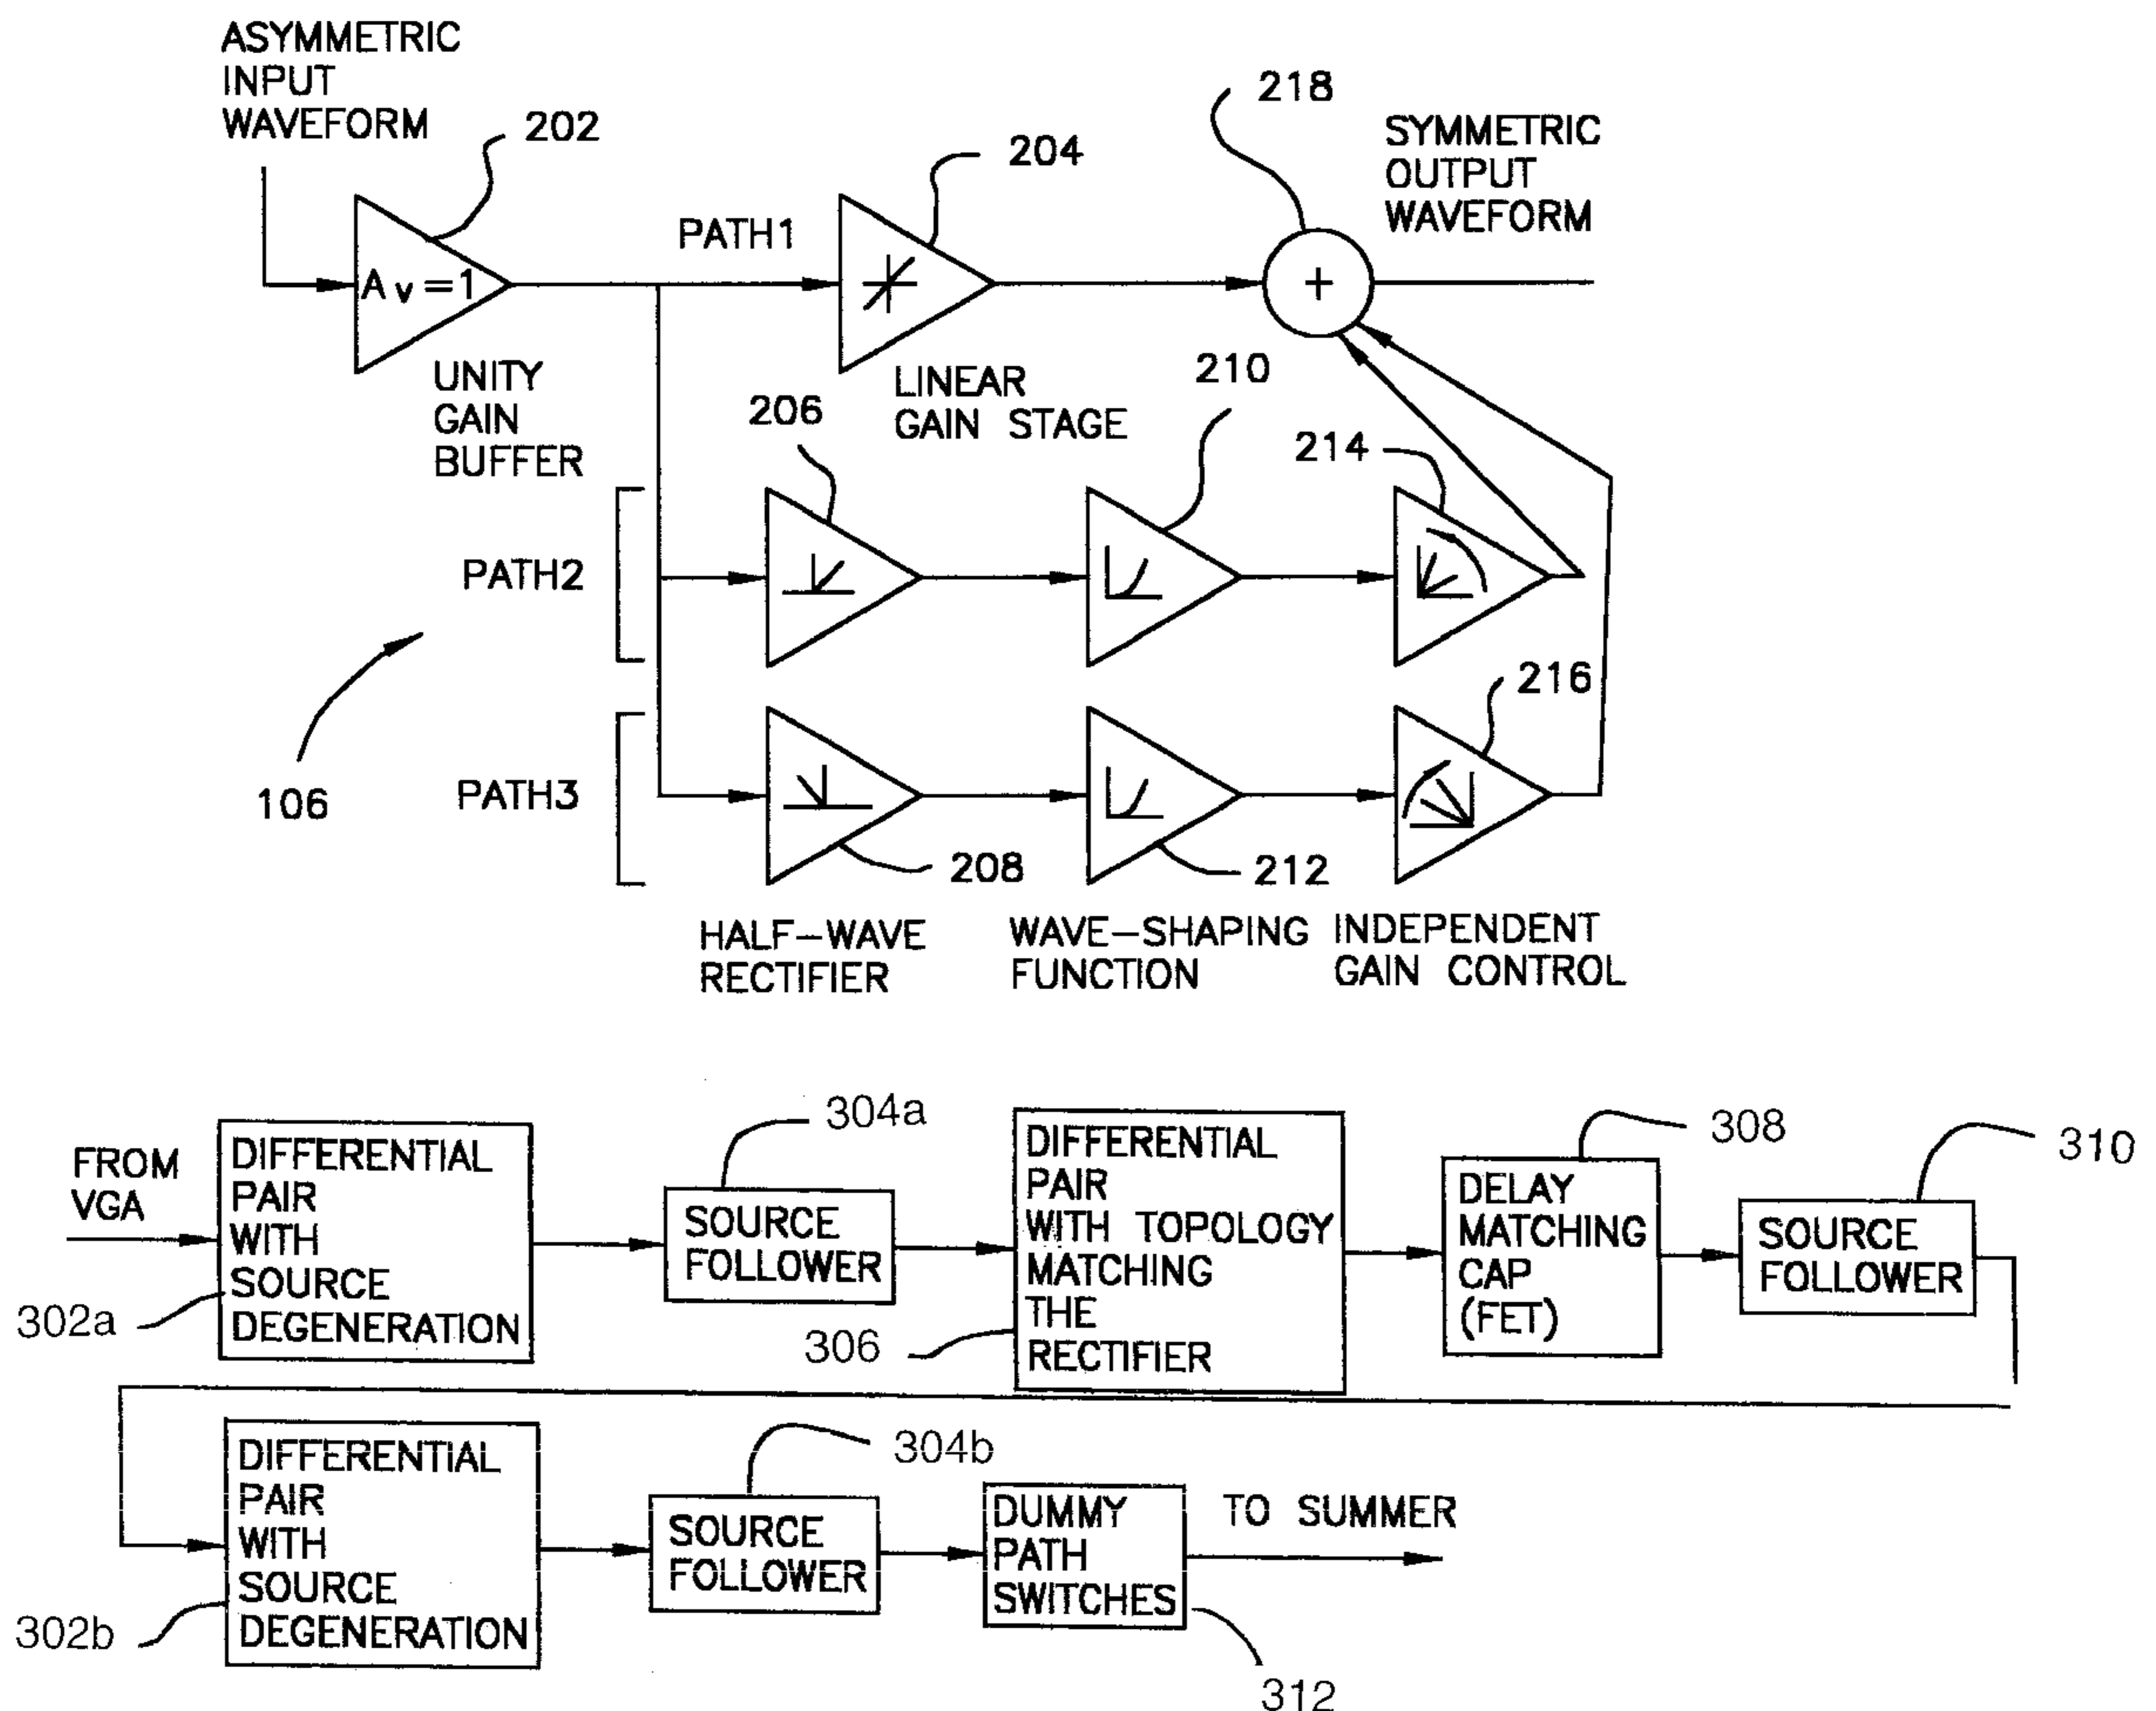 ASYMMETRIC
INPUT
WAVEFORM
202
218
204
SYMMETRIC
OUTPUT
WAVEFORM
PATH1
Av=1
+
UNITY
GAIN
BUFFER
LINEAR
GAIN STAGE
206
210
214
PATH2
216
106
PATH3
208
212
HALF-WAVE
RECTIFIER
WAVE-SHAPING
FUNCTION
INDEPENDENT
GAIN CONTROL
FROM
VGA
DIFFERENTIAL
PAIR
WITH
SOURCE
DEGENERATION
302a
304a
SOURCE
FOLLOWER
DIFFERENTIAL
PAIR
WITH TOPOLOGY
MATCHING
THE
RECTIFIER
306
308
DELAY
MATCHING
CAP
(FET)
310
SOURCE
FOLLOWER
DIFFERENTIAL
PAIR
WITH
SOURCE
DEGENERATION
302b
304b
SOURCE
FOLLOWER
DUMMY
PATH
SWITCHES
TO SUMMER
312